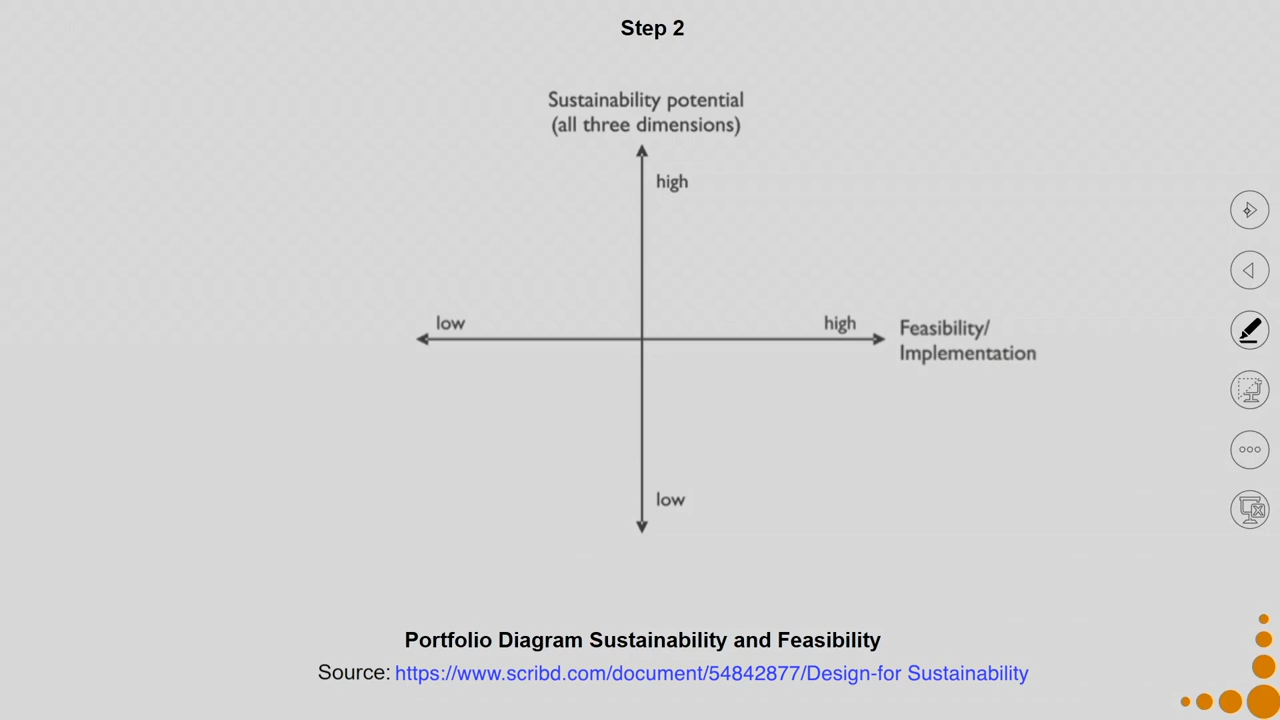 Step 2
Sustainability potential
(all three dimensions)
high
low
high
Feasibility/
Implementation
low
Portfolio Diagram Sustainability and Feasibility
Source: https://www.scribd.com/document/54842877/Design-for Sustainability